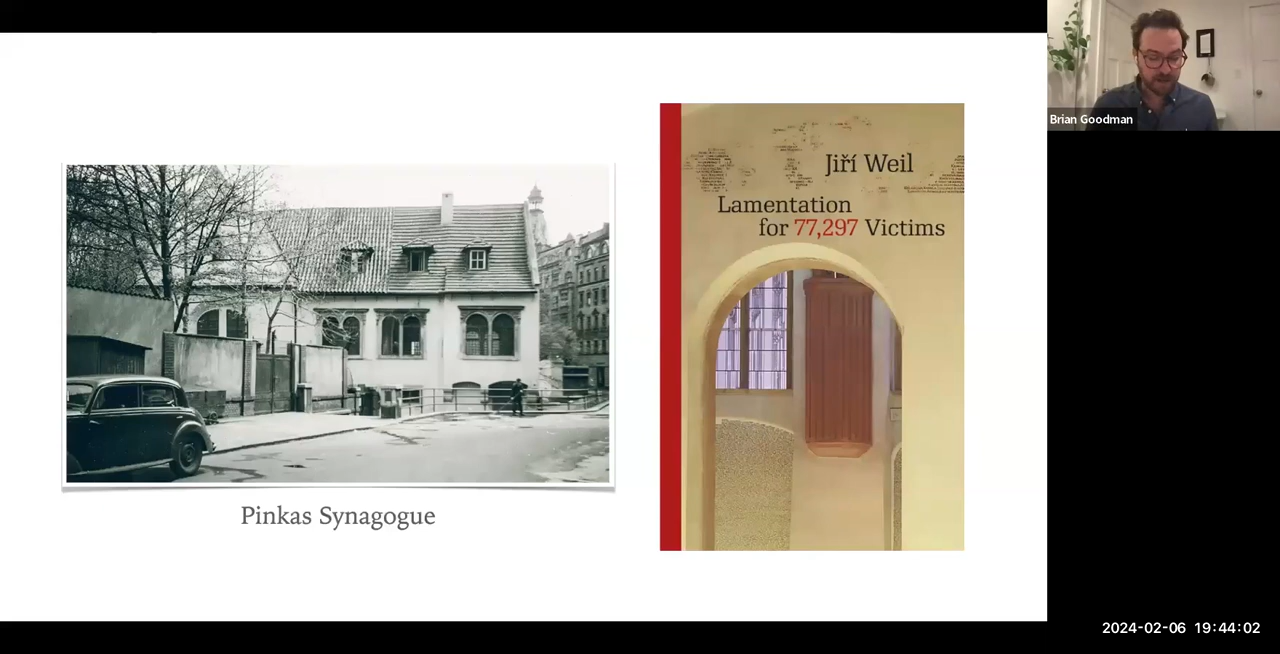 Brian Goodman
Jiří Weil
Lamentation
for 77,297 Victims
Pinkas Synagogue
2024-02-06 19:44:02